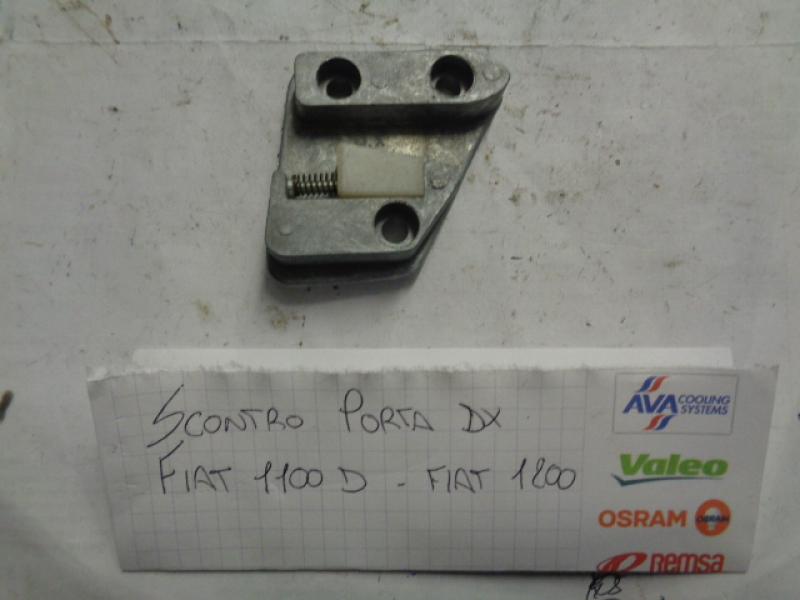 SCONTRO PORTA DX
FIAT 1100 D - FIAT 1200
AVA COOLING SYSTEMS
Valeo
OSRAM OSRAM
Remsa